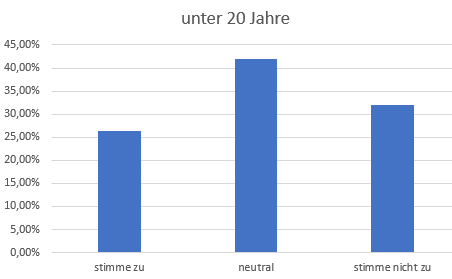 unter 20 Jahre
45,00%
40,00%
35,00%
30,00%
25,00%
20,00%
15,00%
10,00%
5,00%
0,00%
stimme zu
neutral
stimme nicht zu